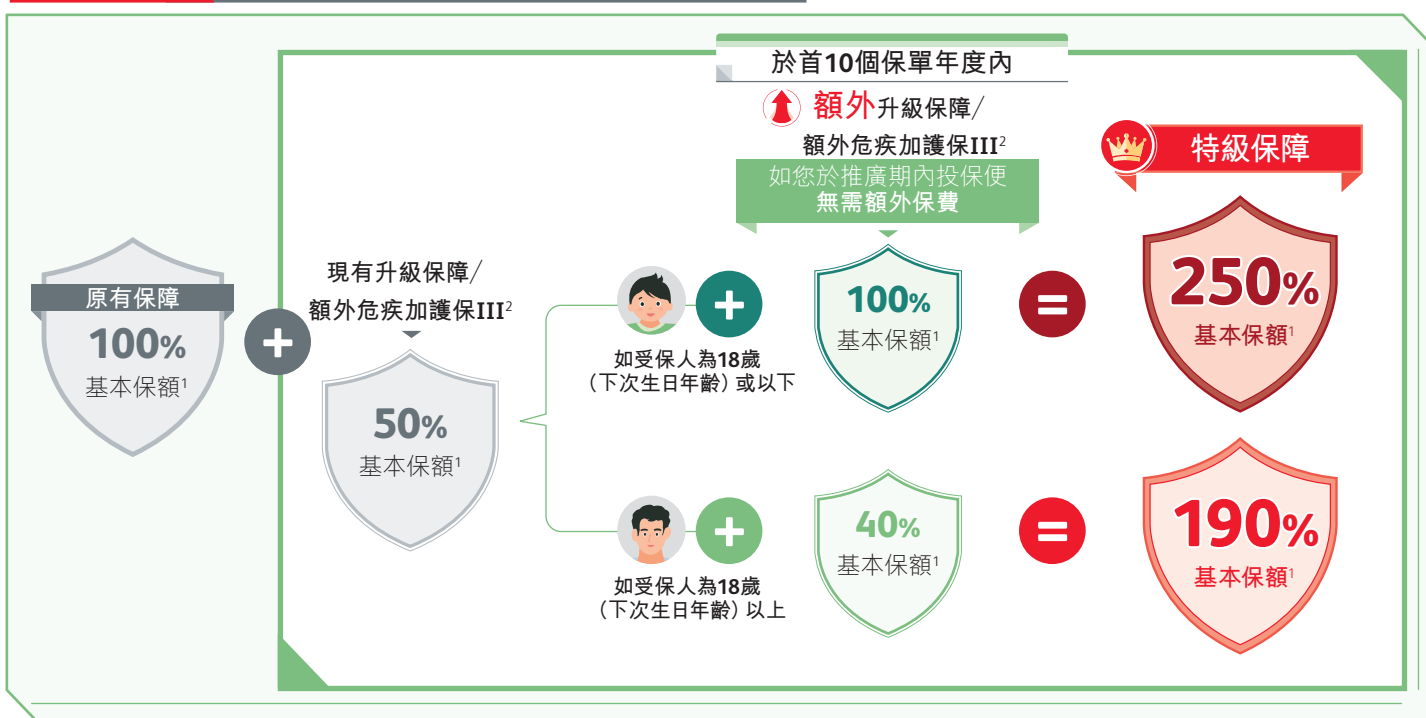 於首10個保單年度內
額外升級保障/
額外危疾加護保III2
如您於推廣期內投保便
無需額外保費
特級保障
原有保障
100%
基本保額1
+
現有升級保障/
額外危疾加護保III2
50%
基本保額1
+
如受保人為18歲
（下次生日年齡）或以下
100%
基本保額1
=
250%
基本保額1
+
如受保人為18歲
（下次生日年齡）以上
40%
基本保額1
=
190%
基本保額1